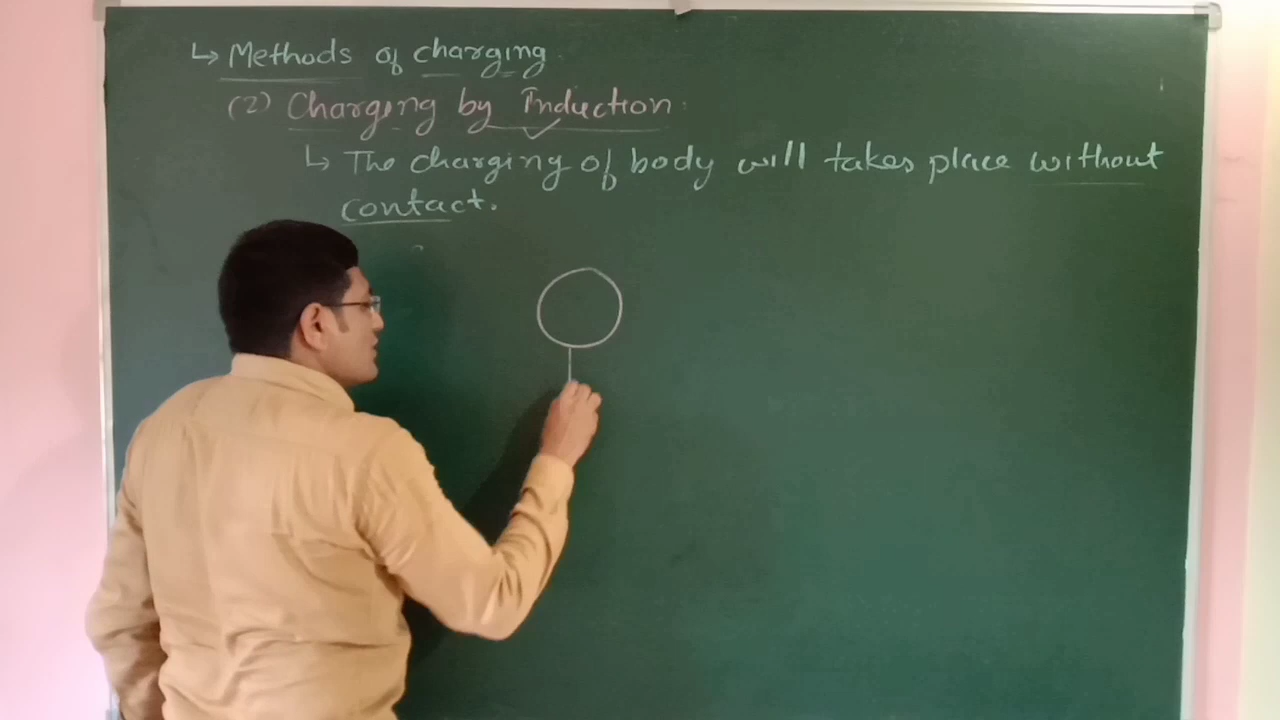 ↳ Methods of charging.
(2) Charging by Induction:
↳ The charging of body will takes place without
contact.